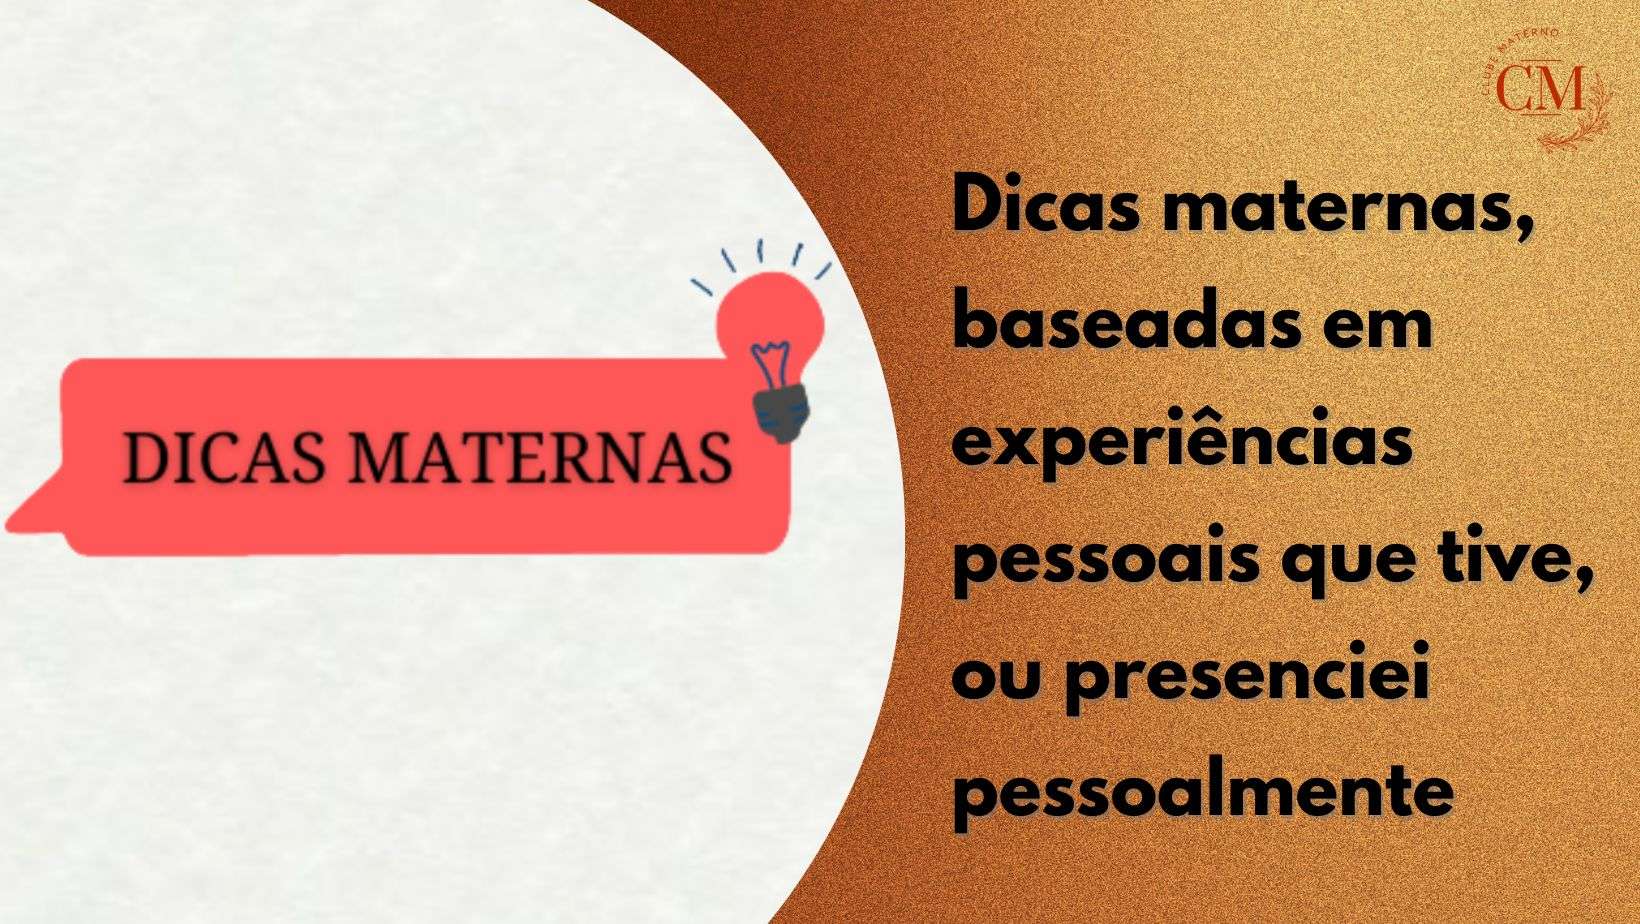 CLUBE MATERNO
CM
DICAS MATERNAS
Dicas maternas,
baseadas em
experiências
pessoais que tive,
ou presenciei
pessoalmente